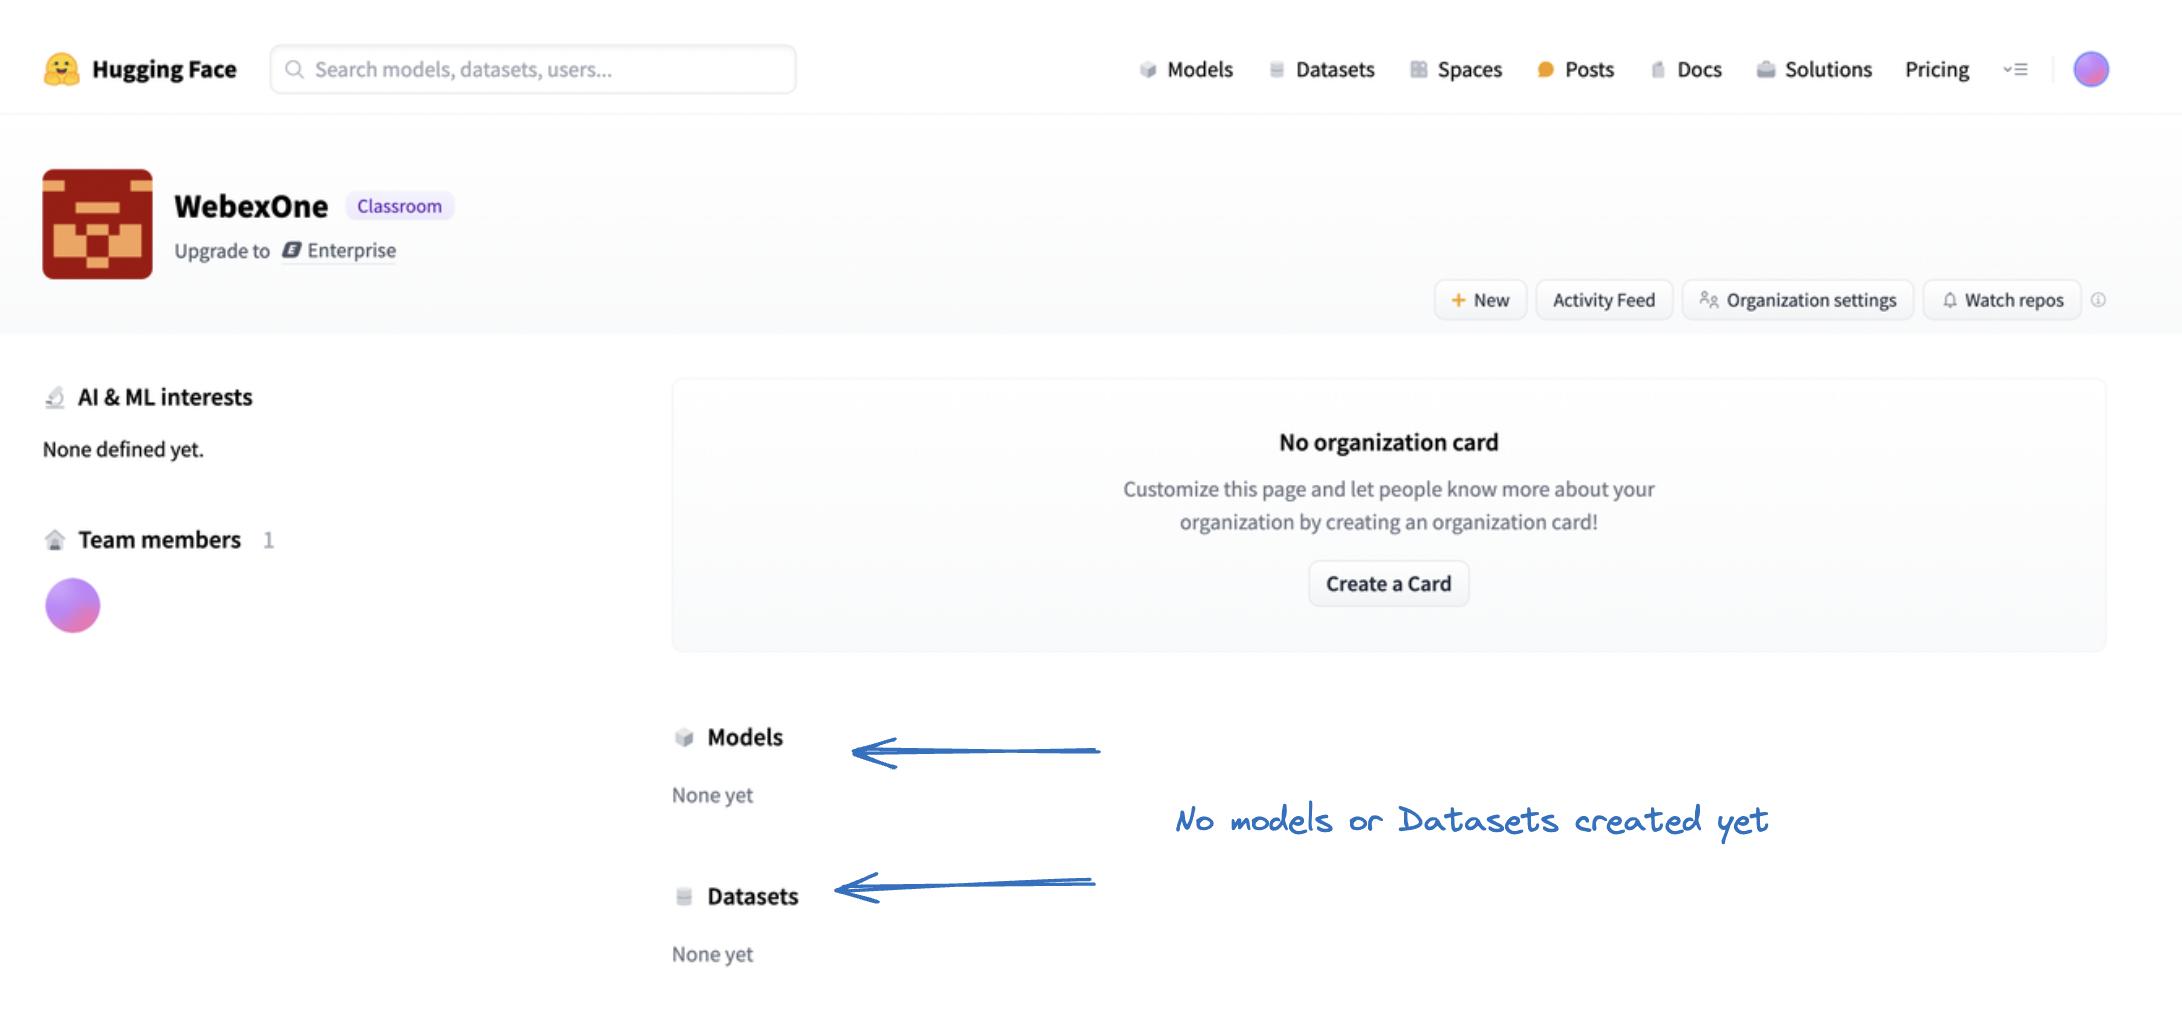 Hugging Face
Search models, datasets, users...
Models
Datasets
Spaces
Posts
Docs
Solutions
Pricing
WebexOne
Classroom
Upgrade to E Enterprise
New
Activity Feed
Organization settings
Watch repos
AI & ML interests
None defined yet.
Team members 1
No organization card
Customize this page and let people know more about your
organization by creating an organization card!
Create a Card
Models
None yet
No models or Datasets created yet
Datasets
None yet